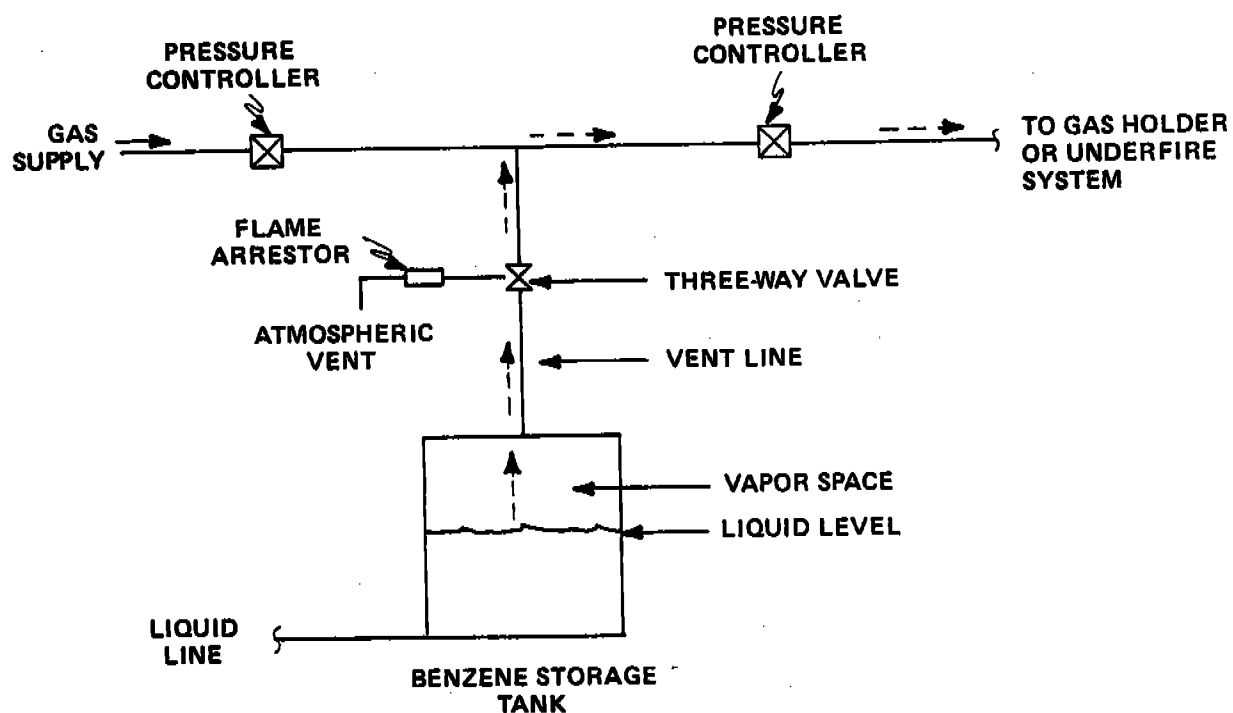 PRESSURE
CONTROLLER
PRESSURE
CONTROLLER
GAS
SUPPLY
TO GAS HOLDER
OR UNDERFIRE
SYSTEM
FLAME
ARRESTOR
THREE-WAY VALVE
ATMOSPHERIC
VENT
VENT LINE
VAPOR SPACE
LIQUID LEVEL
LIQUID
LINE
BENZENE STORAGE
TANK